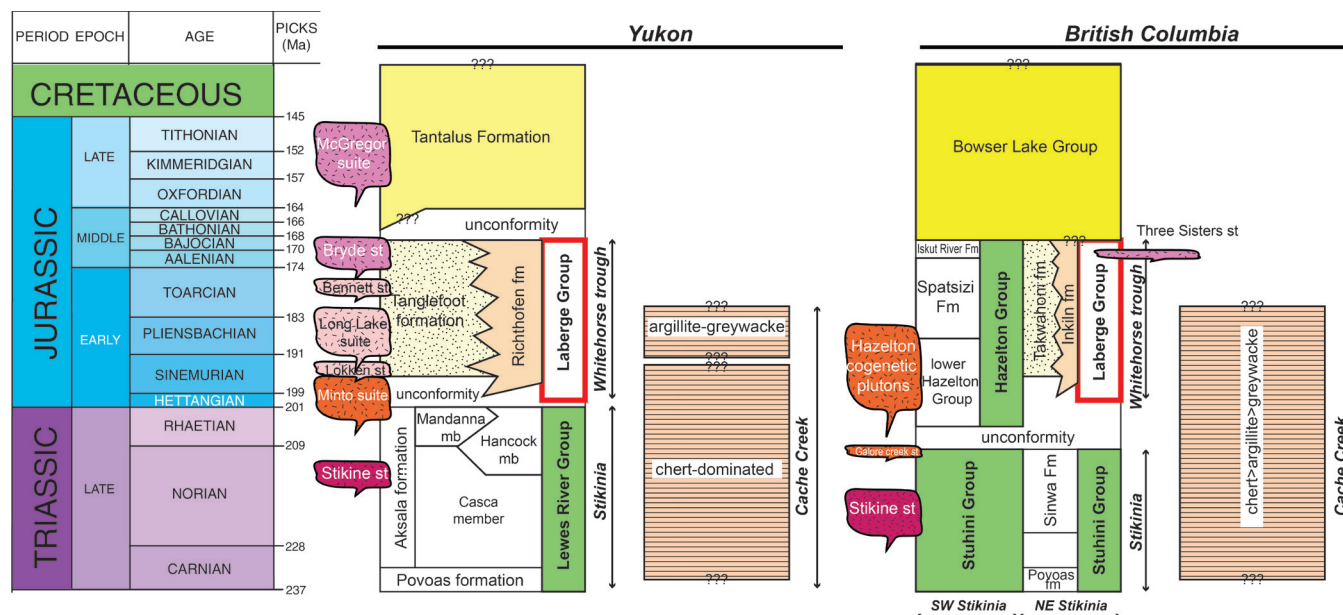 Yukon
British Columbia
PERIOD EPOCH AGE PICKS
(Ma)
CRETACEOUS
JURASSIC
TRIASSIC
LATE
MIDDLE
EARLY
LATE
TITHONIAN
KIMMERIDGIAN
OXFORDIAN
CALLOVIAN
BATHONIAN
BAJOCIAN
AALENIAN
TOARCIAN
PLIENSBACHIAN
SINEMURIAN
HETTANGIAN
RHAETIAN
NORIAN
CARNIAN
145
152
157
164
166
168
170
174
183
191
199
201
209
228
237
McGregor
suite
Bryde st
Bennett st
Long Lake
suite
Lokken st
Minto suite
Stikine st
???
Tantalus Formation
???
unconformity
Tanglefoot
formation
Richthofen fm
Laberge Group
Whitehorse trough
unconformity
Aksala formation
Mandanna
mb
Hancock
mb
Casca
member
Povoas formation
Lewes River Group
Stikinia
???
argillite-greywacke
???
???
chert-dominated
???
Cache Creek
???
Bowser Lake Group
???
Three Sisters st
Iskut River Fm
Spatsizi
Fm
lower
Hazelton
Group
Hazelton Group
Takwahoni fm
Inklin fm
Laberge Group
Whitehorse trough
Hazelton
cogenetic
plutons
unconformity
Galore creek st
Stikine st
Stuhini Group
Sinwa Fm
Povoas
fm
Stuhini Group
Stikinia
SW Stikinia
NE Stikinia
???
chert>argillite>greywacke
???
Cache Creek